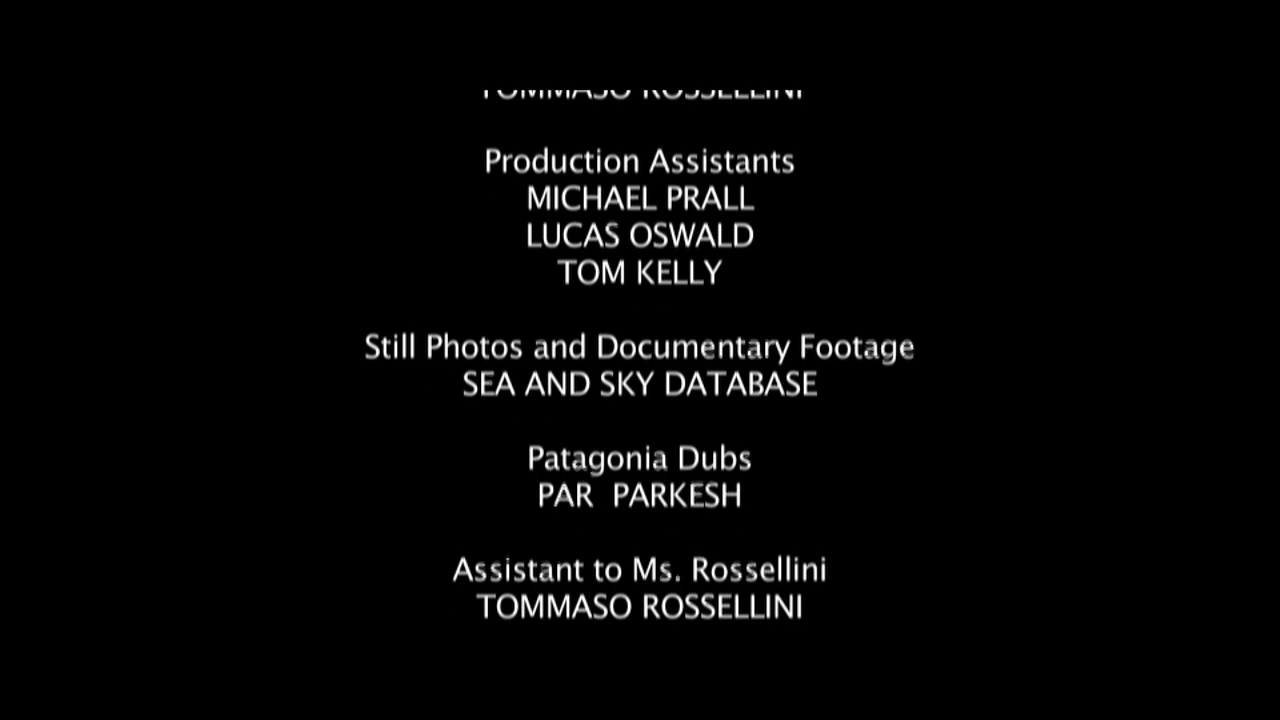 TOMMASO ROSSELLINI
Production Assistants
MICHAEL PRALL
LUCAS OSWALD
TOM KELLY
Still Photos and Documentary Footage
SEA AND SKY DATABASE
Patagonia Dubs
PAR PARKESH
Assistant to Ms. Rossellini
TOMMASO ROSSELLINI